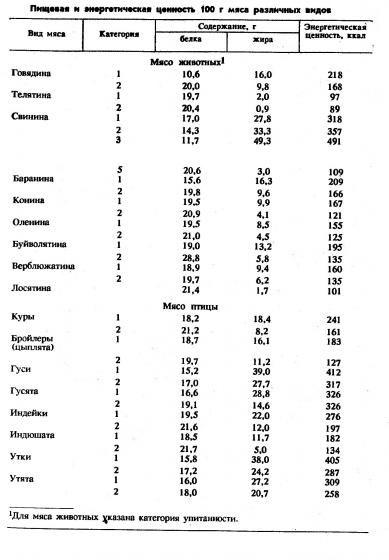 Пищевая и энергетическая ценность 100 г мяса различных видов
Вид мяса Категория Содержание, г Энергетическая ценность, ккал
белка жира
Мясо животных¹
Говядина 1 10,6 16,0 218
2 20,0 9,8 168
Телятина 1 19,7 2,0 97
2 20,4 0,9 89
Свинина 1 17,0 27,8 318
2 14,3 33,3 357
3 11,7 49,3 491
5 20,6 3,0 109
Баранина 1 15,6 16,3 209
2 19,8 9,6 166
Конина 1 19,5 9,9 167
2 20,9 4,1 121
Оленина 1 19,5 8,5 155
2 21,0 4,5 125
Буйволятина 1 19,0 13,2 195
2 28,8 5,8 135
Верблюжатина 1 18,9 9,4 160
2 19,7 6,2 135
Лосятина 21,4 1,7 101
Мясо птицы
Куры 1 18,2 18,4 241
2 21,2 8,2 161
Бройлеры 1 18,7 16,1 183
(цыплята)
2 19,7 11,2 127
Гуси 1 15,2 39,0 412
2 17,0 27,7 317
Гусята 1 16,6 28,8 326
2 19,1 14,6 326
Индейки 1 19,5 22,0 276
2 21,6 12,0 197
Индюшата 1 18,5 11,7 182
2 21,7 5,0 134
Утки 1 15,8 38,0 405
2 17,2 24,2 287
Утята 1 16,0 27,2 309
2 18,0 20,7 258
¹Для мяса животных указана категория упитанности.